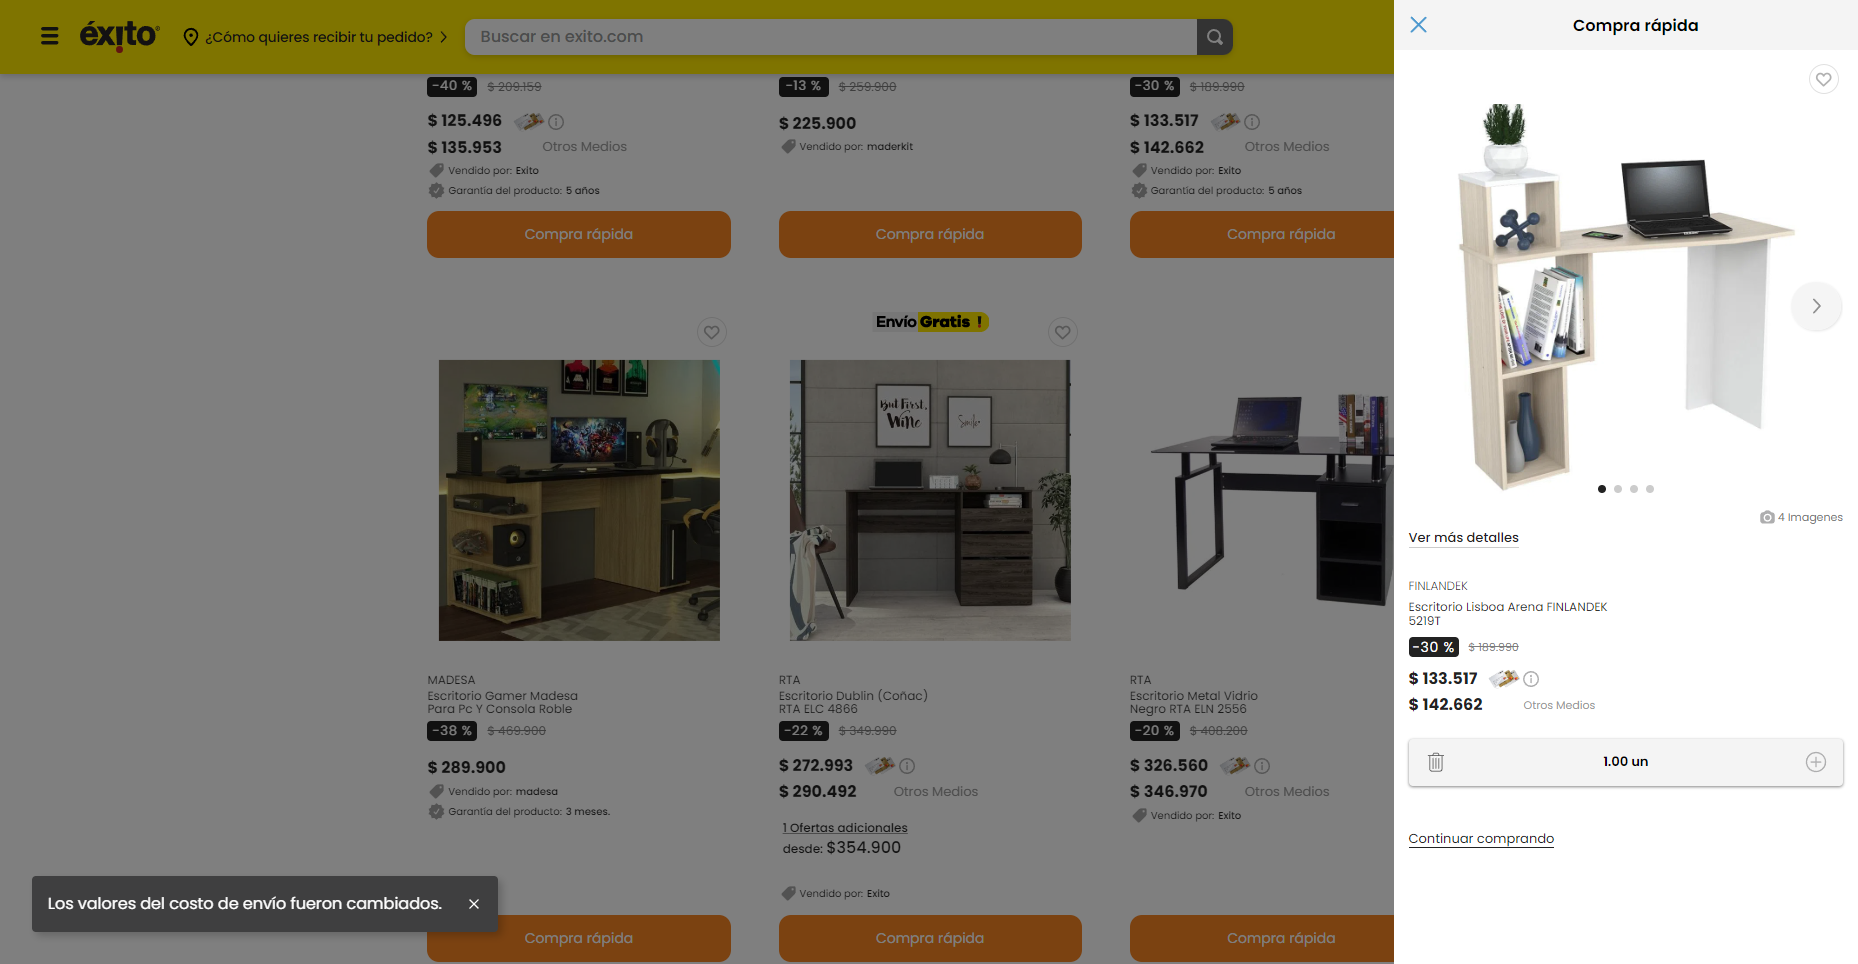 éxito
¿Cómo quieres recibir tu pedido?
Buscar en exito.com
-40 % $ 209.159
$ 125.496
$ 135.953 Otros Medios
Vendido por: Exito
Garantía del producto: 5 años
Compra rápida
-13 % $ 259.900
$ 225.900
Vendido por: maderkit
Compra rápida
-30 % $ 189.990
$ 133.517
$ 142.662 Otros Medios
Vendido por: Exito
Garantía del producto: 5 años
Compra rápida
MADESA
Escritorio Gamer Madesa
Para Pc Y Consola Roble
-38 % $ 469.900
$ 289.900
Vendido por: madesa
Garantía del producto: 3 meses.
Compra rápida
Envío Gratis !
But First,
Wine
Smile
RTA
Escritorio Dublin (Coñac)
RTA ELC 4866
-22 % $ 349.990
$ 272.993
$ 290.492 Otros Medios
1 Ofertas adicionales
desde: $354.900
Vendido por: Exito
Compra rápida
RTA
Escritorio Metal Vidrio
Negro RTA ELN 2556
-20 % $ 408.200
$ 326.560
$ 346.970 Otros Medios
Vendido por: Exito
Compra rápida
Los valores del costo de envío fueron cambiados.
Compra rápida
4 Imagenes
Ver más detalles
FINLANDEK
Escritorio Lisboa Arena FINLANDEK
5219T
-30 % $ 189.990
$ 133.517
$ 142.662 Otros Medios
1.00 un
Continuar comprando